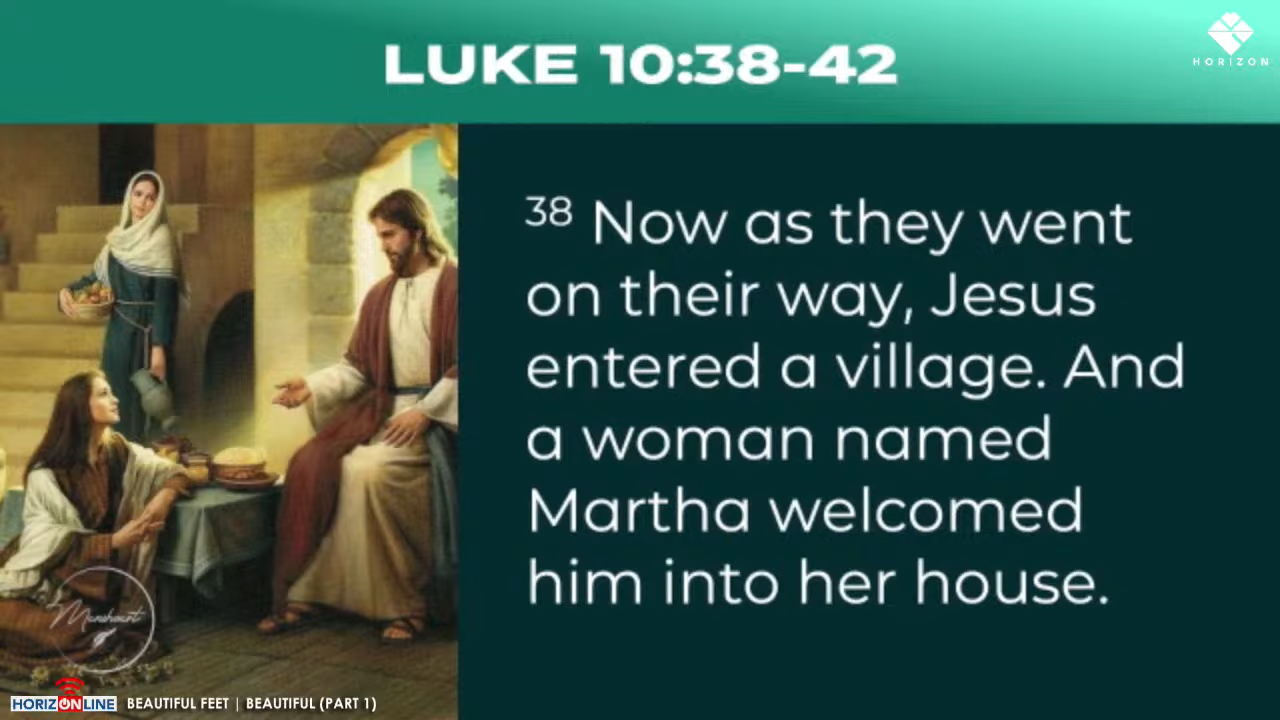 LUKE 10:38-42
HORIZON
38 Now as they went
on their way, Jesus
entered a village. And
a woman named
Martha welcomed
him into her house.
HORIZONLINE BEAUTIFUL FEET | BEAUTIFUL (PART 1)